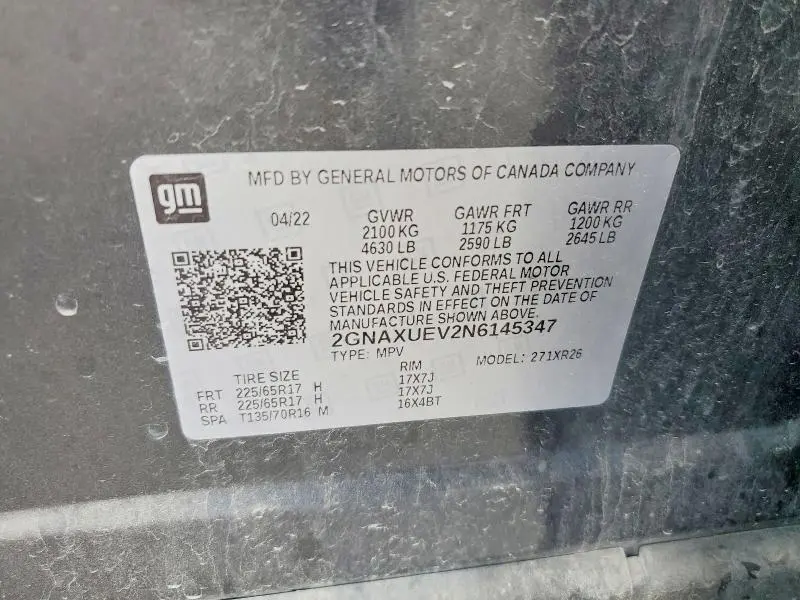 gm
MFD BY GENERAL MOTORS OF CANADA COMPANY
04/22 GVWR GAWR FRT GAWR RR
2100 KG 1175 KG 1200 KG
4630 LB 2590 LB 2645 LB
THIS VEHICLE CONFORMS TO ALL
APPLICABLE U.S. FEDERAL MOTOR
VEHICLE SAFETY AND THEFT PREVENTION
STANDARDS IN EFFECT ON THE DATE OF
MANUFACTURE SHOWN ABOVE.
2GNAXUEV2N6145347
TYPE: MPV MODEL: 271XR26
TIRE SIZE RIM
FRT 225/65R17 H 17X7J
RR 225/65R17 H 17X7J
SPA T135/70R16 M 16X4BT